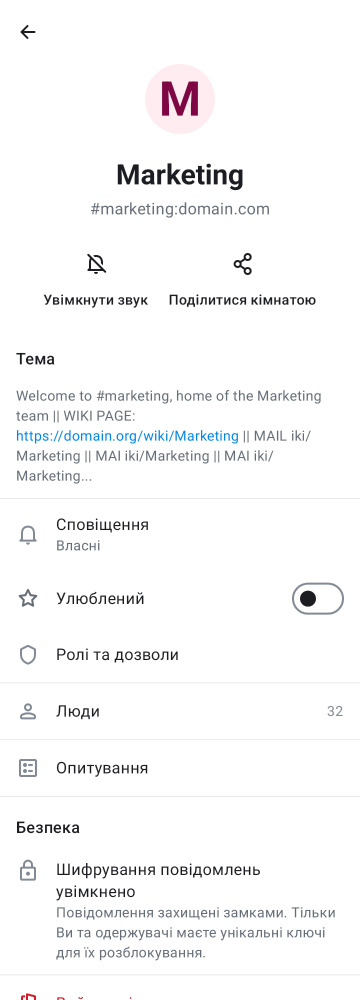 M
Marketing
#marketing:domain.com
Увімкнути звук
Поділитися кімнатою
Тема
Welcome to #marketing, home of the Marketing
team || WIKI PAGE:
https://domain.org/wiki/Marketing || MAIL iki/
Marketing || MAI iki/Marketing || MAI iki/
Marketing...
Сповіщення
Власні
Улюблений
Ролі та дозволи
Люди 32
Опитування
Безпека
Шифрування повідомлень
увімкнено
Повідомлення захищені замками. Тільки
Ви та одержувачі маєте унікальні ключі
для їх розблокування.